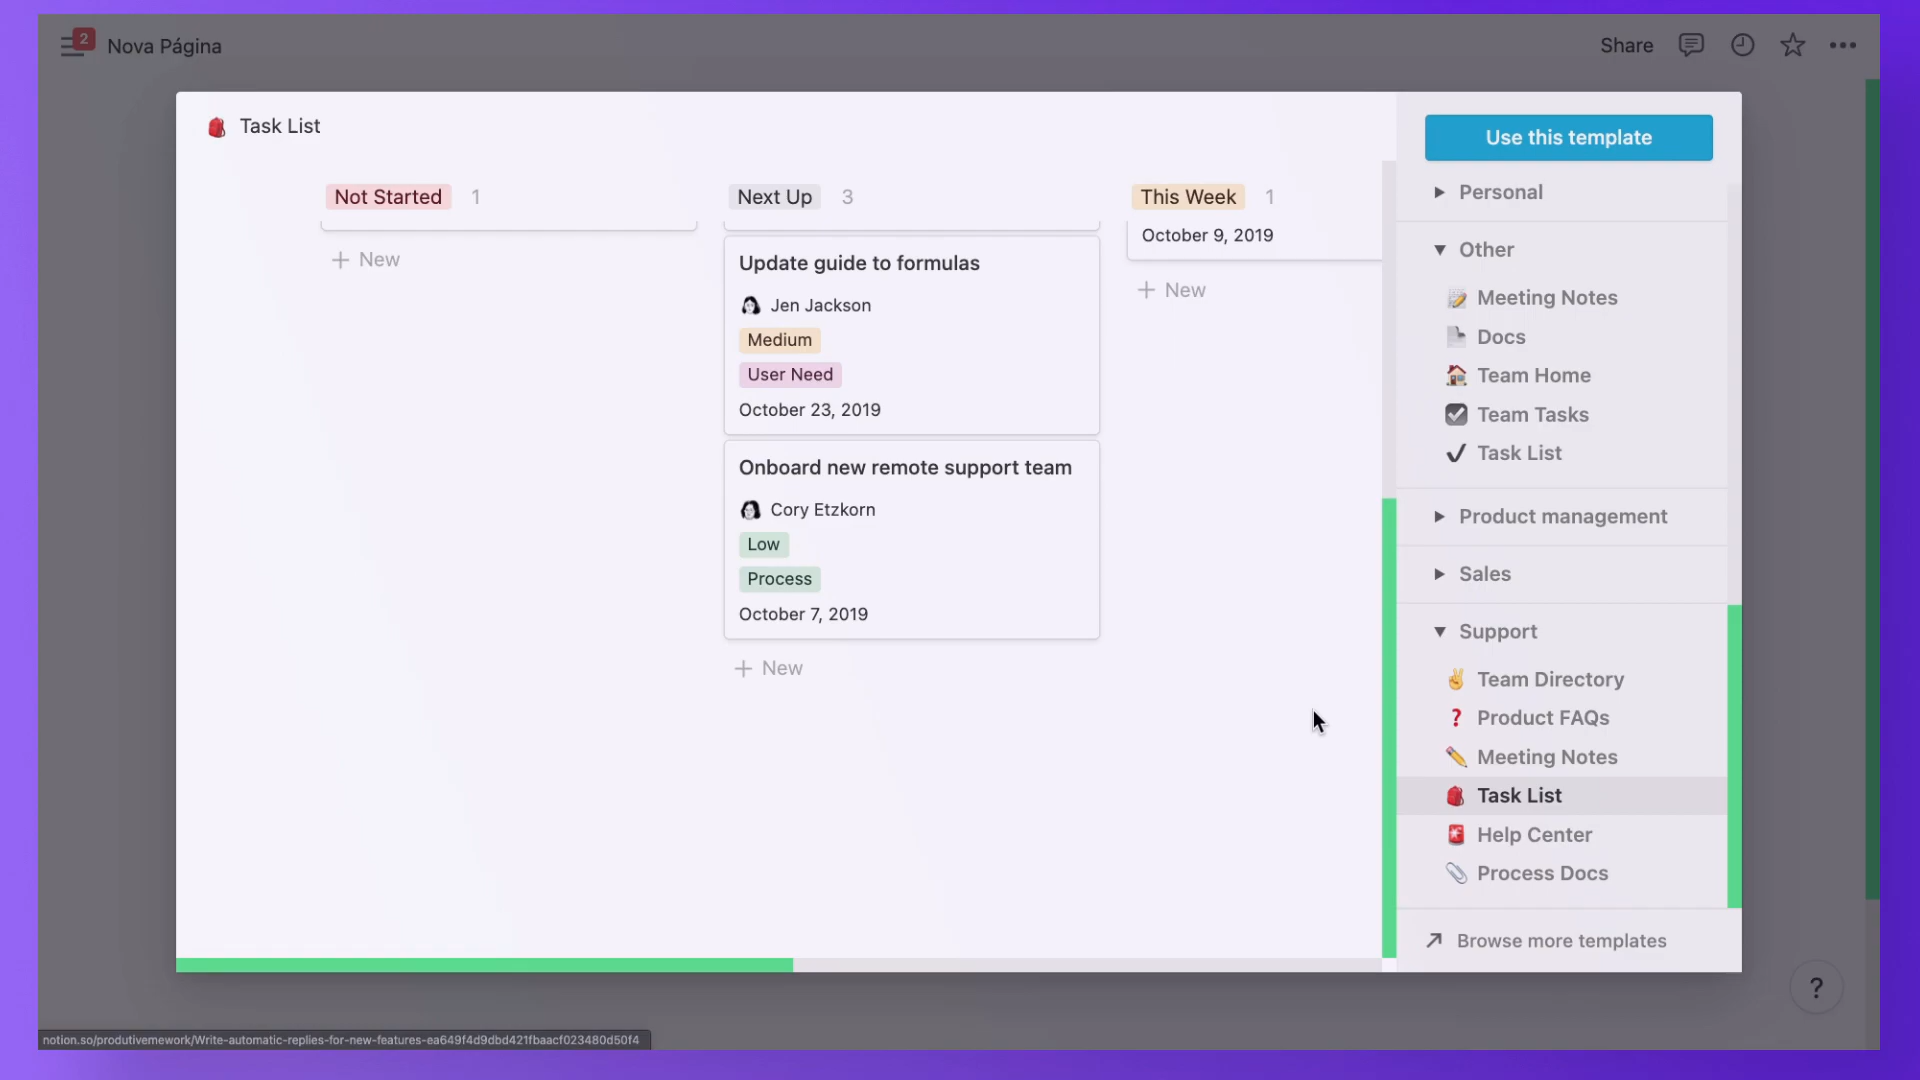 2
Nova Página
Share
Task List
Not Started 1
+ New
Next Up 3
Update guide to formulas
Jen Jackson
Medium
User Need
October 23, 2019
Onboard new remote support team
Cory Etzkorn
Low
Process
October 7, 2019
+ New
This Week 1
October 9, 2019
+ New
Use this template
Personal
Other
Meeting Notes
Docs
Team Home
Team Tasks
Task List
Product management
Sales
Support
Team Directory
Product FAQs
Meeting Notes
Task List
Help Center
Process Docs
Browse more templates
?
notion.so/produtivemework/Write-automatic-replies-for-new-features-ea649f4d9dbd421fbaacf023480d50f4